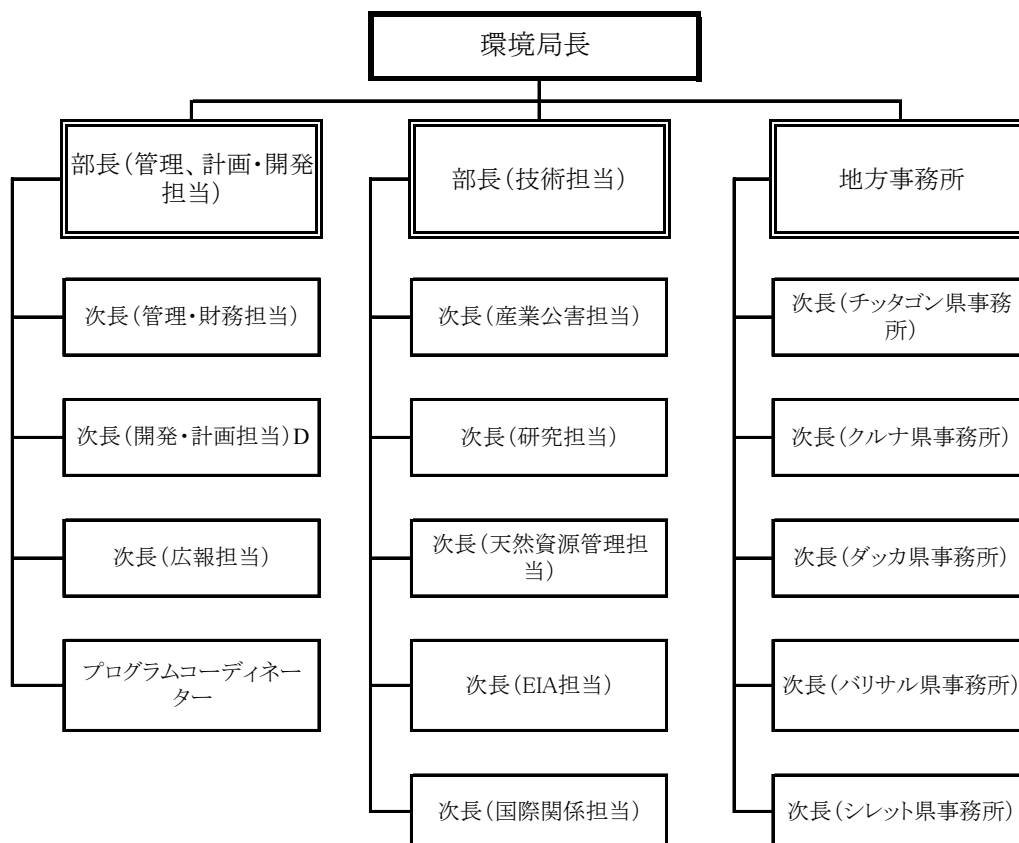 環境局長
部長(管理、計画・開発
担当)
部長(技術担当)
地方事務所
次長(管理・財務担当)
次長(産業公害担当)
次長(チッタゴン県事務
所)
次長(開発・計画担当)D
次長(研究担当)
次長(クルナ県事務所)
次長(広報担当)
次長(天然資源管理担
当)
次長(ダッカ県事務所)
プログラムコーディネー
ター
次長(EIA担当)
次長(バリサル県事務所)
次長(国際関係担当)
次長(シレット県事務所)